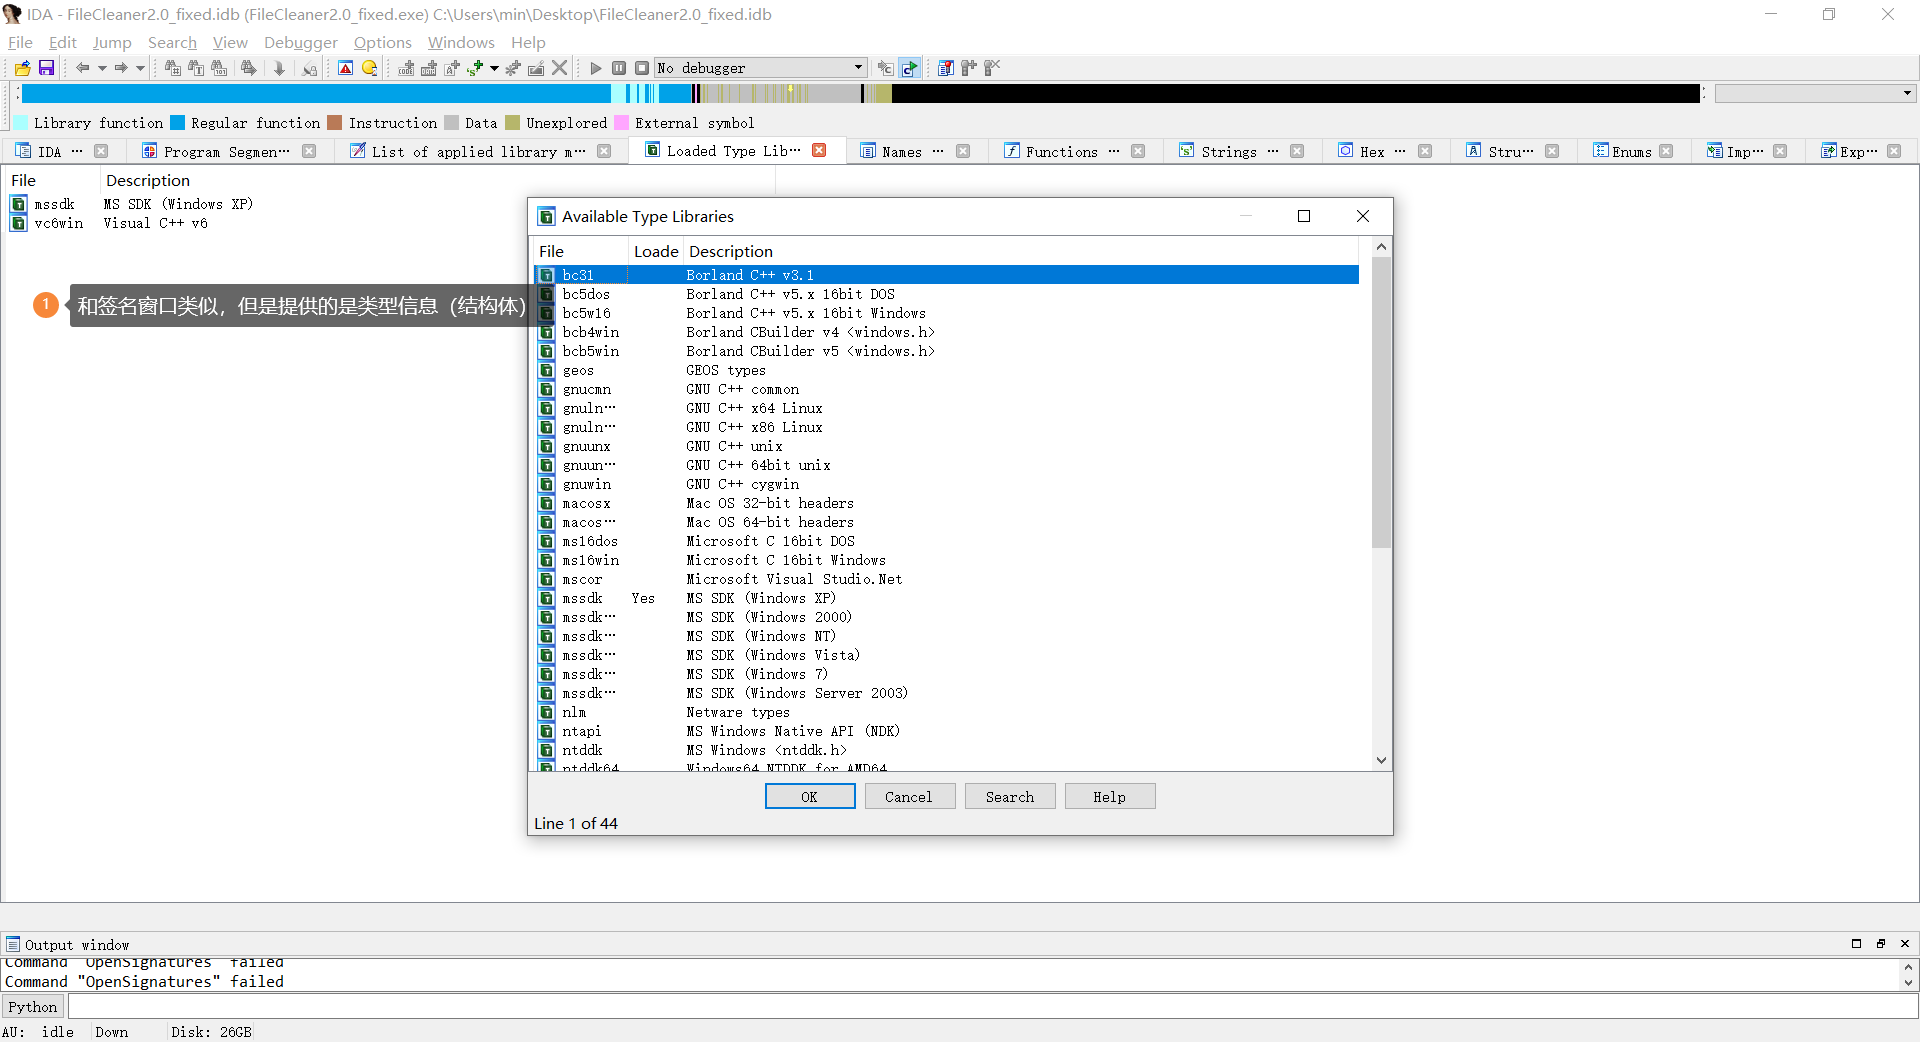 IDA - FileCleaner2.0_fixed.idb (FileCleaner2.0_fixed.exe) C:\Users\min\Desktop\FileCleaner2.0_fixed.idb
File Edit Jump Search View Debugger Options Windows Help
No debugger
Library function Regular function Instruction Data Unexplored External symbol
IDA ··· Program Segmen··· List of applied library m··· Loaded Type Lib··· Names ··· Functions ··· Strings ··· Hex ··· Stru··· Enums Imp··· Exp···
File Description
mssdk MS SDK (Windows XP)
vc6win Visual C++ v6
1 和签名窗口类似，但是提供的是类型信息（结构体）
Available Type Libraries
File Loade Description
bc31 Borland C++ v3.1
bc5dos Borland C++ v5.x 16bit DOS
bc5w16 Borland C++ v5.x 16bit Windows
bcb4win Borland CBuilder v4 <windows.h>
bcb5win Borland CBuilder v5 <windows.h>
geos GEOS types
gnucmn GNU C++ common
gnuln··· GNU C++ x64 Linux
gnuln··· GNU C++ x86 Linux
gnuunx GNU C++ unix
gnuun··· GNU C++ 64bit unix
gnuwin GNU C++ cygwin
macosx Mac OS 32-bit headers
macos··· Mac OS 64-bit headers
ms16dos Microsoft C 16bit DOS
ms16win Microsoft C 16bit Windows
mscor Microsoft Visual Studio.Net
mssdk Yes MS SDK (Windows XP)
mssdk··· MS SDK (Windows 2000)
mssdk··· MS SDK (Windows NT)
mssdk··· MS SDK (Windows Vista)
mssdk··· MS SDK (Windows 7)
mssdk··· MS SDK (Windows Server 2003)
nlm Netware types
ntapi MS Windows Native API (NDK)
ntddk MS Windows <ntddk.h>
ntddk64 Windows64 NTDDK for AMD64
OK Cancel Search Help
Line 1 of 44
Output window
Command "OpenSignatures" failed
Command "OpenSignatures" failed
Python
AU: idle Down Disk: 26GB